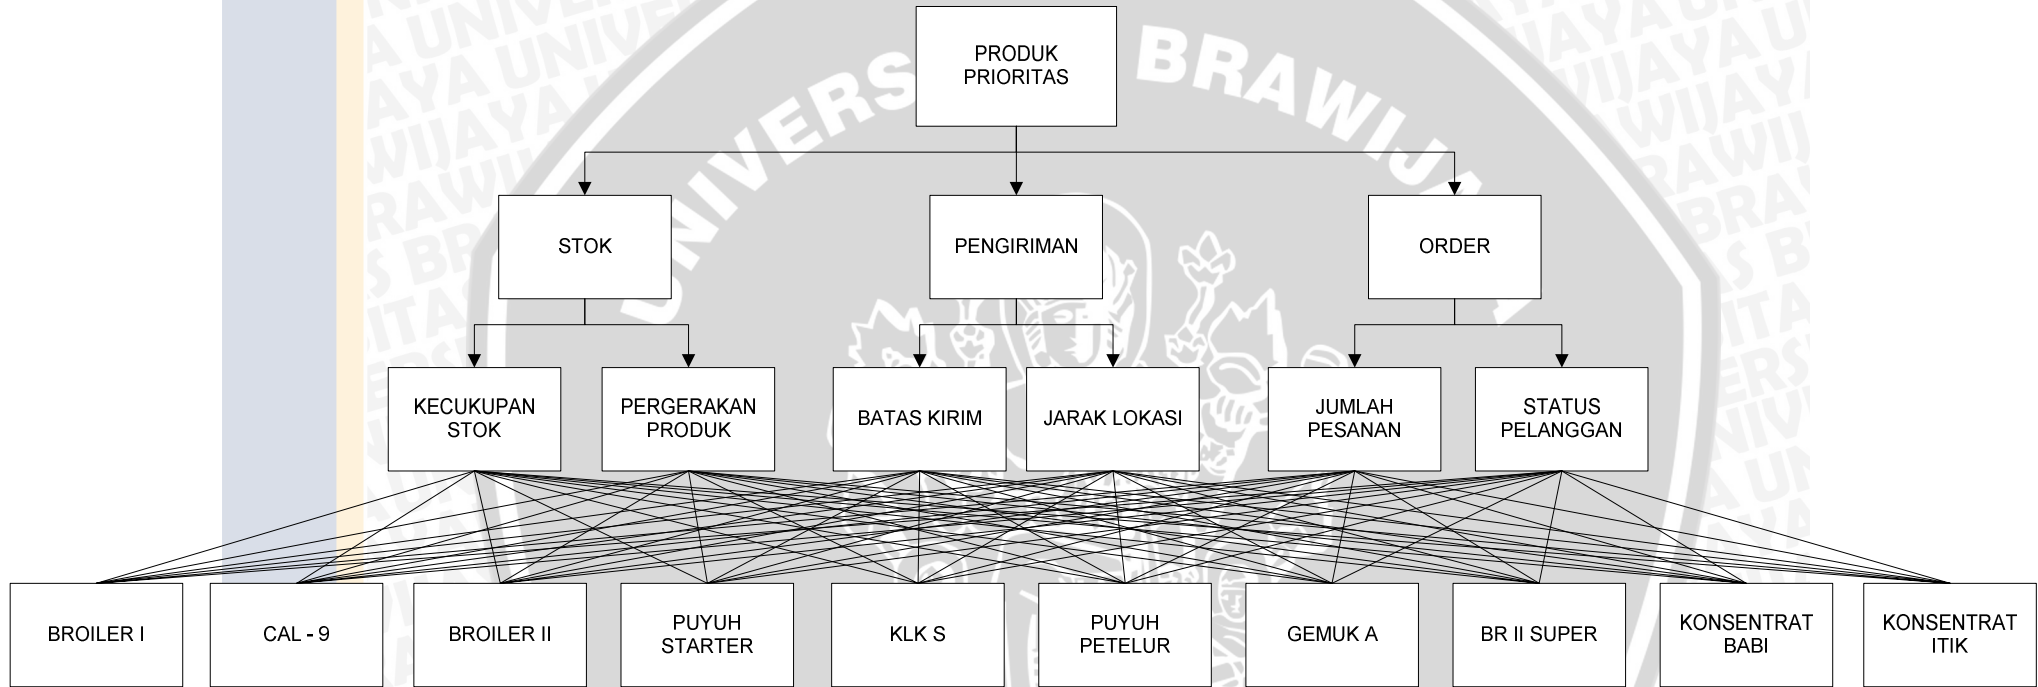 PRODUK
PRIORITAS
STOK
PENGIRIMAN
ORDER
KECUKUPAN
STOK
PERGERAKAN
PRODUK
BATAS KIRIM
JARAK LOKASI
JUMLAH
PESANAN
STATUS
PELANGGAN
BROILER I
CAL - 9
BROILER II
PUYUH
STARTER
KLK S
PUYUH
PETELUR
GEMUK A
BR II SUPER
KONSENTRAT
BABI
KONSENTRAT
ITIK